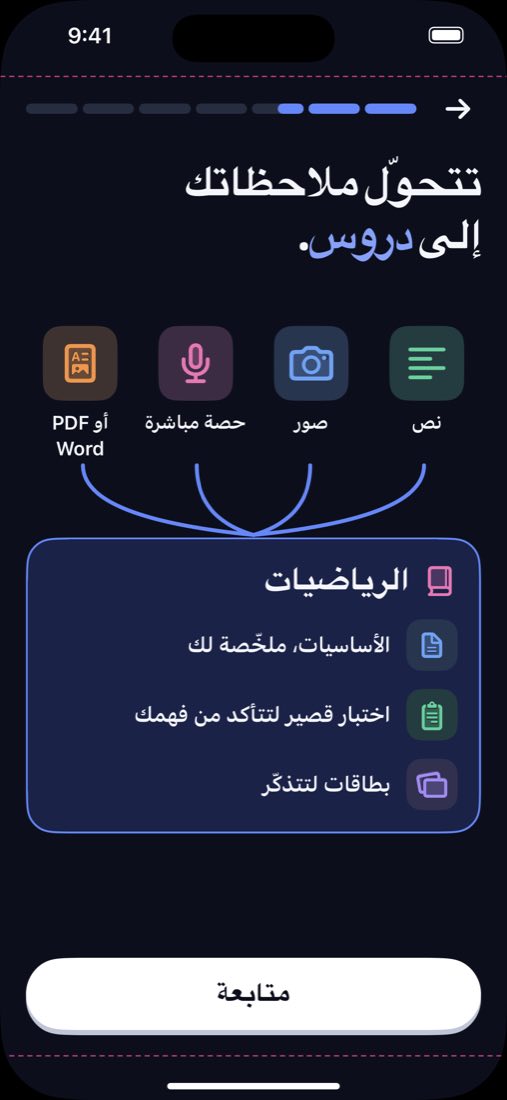 9:41
تتحوّل ملاحظاتك
إلى دروس.
نص
صور
حصة مباشرة
أو PDF
Word
الرياضيات
الأساسيات، ملخّصة لك
اختبار قصير لتتأكد من فهمك
بطاقات لتتذكّر
متابعة